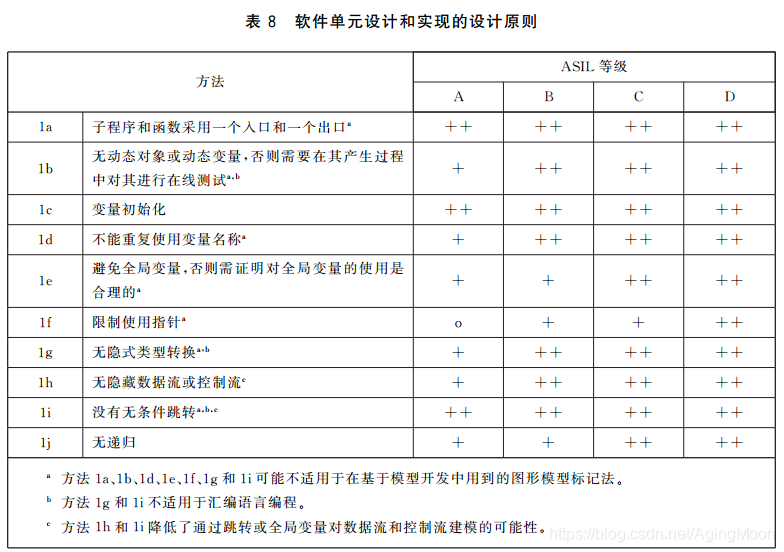 表 8 软件单元设计和实现的设计原则
方法 ASIL 等级
A B C D
1a 子程序和函数采用一个入口和一个出口ᵃ ++ ++ ++ ++
1b 无动态对象或动态变量,否则需要在其产生过程
中对其进行在线测试ᵃ·ᵇ + ++ ++ ++
1c 变量初始化 ++ ++ ++ ++
1d 不能重复使用变量名称ᵃ + ++ ++ ++
1e 避免全局变量,否则需证明对全局变量的使用是
合理的ᵃ + + ++ ++
1f 限制使用指针ᵃ o + + ++
1g 无隐式类型转换ᵃ·ᵇ + ++ ++ ++
1h 无隐藏数据流或控制流ᶜ + ++ ++ ++
1i 没有无条件跳转ᵃ·ᵇ·ᶜ ++ ++ ++ ++
1j 无递归 + + ++ ++
ᵃ 方法 1a、1b、1d、1e、1f、1g 和 1i 可能不适用于在基于模型开发中用到的图形模型标记法。
ᵇ 方法 1g 和 1i 不适用于汇编语言编程。
ᶜ 方法 1h 和 1i 降低了通过跳转或全局变量对数据流和控制流建模的可能性。
https://blog.csdn.net/AgingMoon